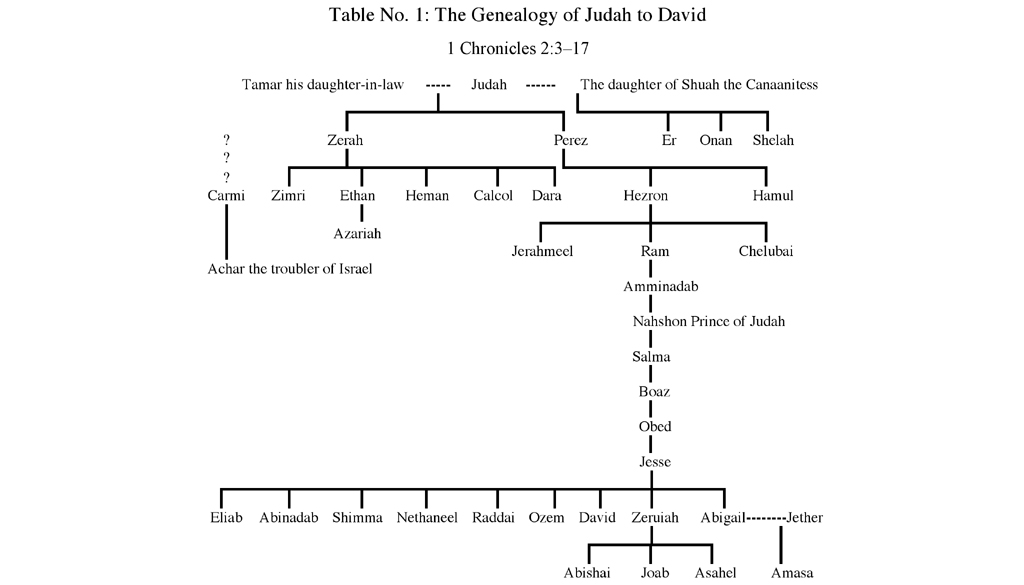 Table No. 1: The Genealogy of Judah to David
1 Chronicles 2:3–17
Tamar his daughter-in-law ----- Judah ------ The daughter of Shuah the Canaanitess
? Zerah Perez Er Onan Shelah
?
?
Carmi Zimri Ethan Heman Calcol Dara Hezron Hamul
Azariah
Jerahmeel Ram Chelubai
Achar the troubler of Israel
Amminadab
Nahshon Prince of Judah
Salma
Boaz
Obed
Jesse
Eliab Abinadab Shimma Nethaneel Raddai Ozem David Zeruiah Abigail--------Jether
Abishai Joab Asahel Amasa